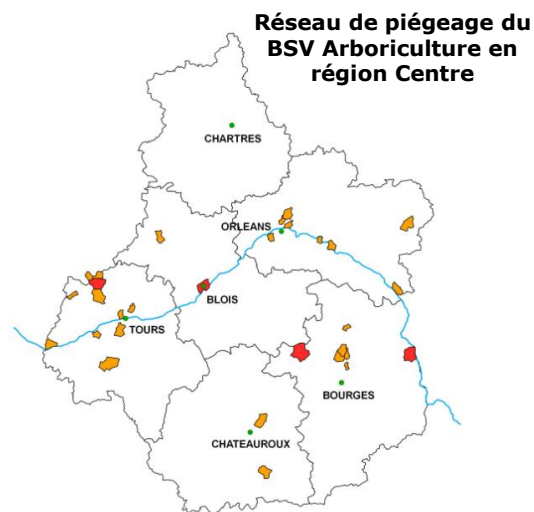 Réseau de piégeage du
BSV Arboriculture en
région Centre
CHARTRES
ORLEANS
BLOIS
TOURS
BOURGES
CHATEAUROUX